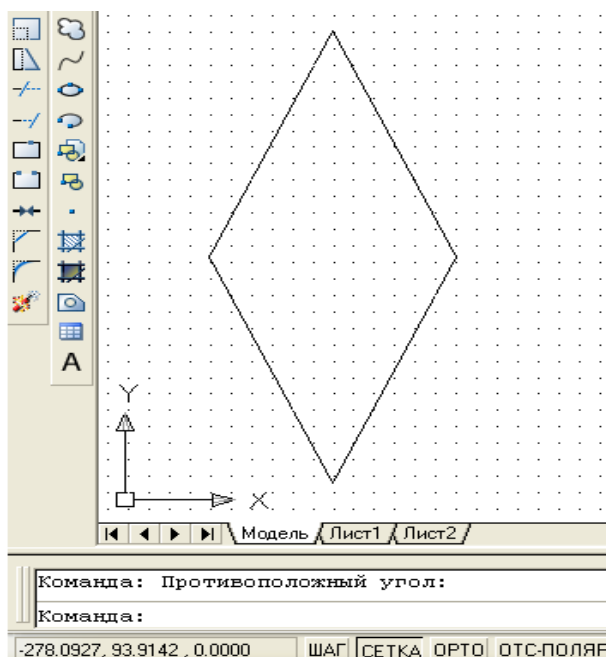 A
Y
X
Модель Лист1 Лист2
Команда: Противоположный угол:
Команда:
-278.0927, 93.9142 , 0.0000 ШАГ СЕТКА ОРТО ОТС-ПОЛЯР